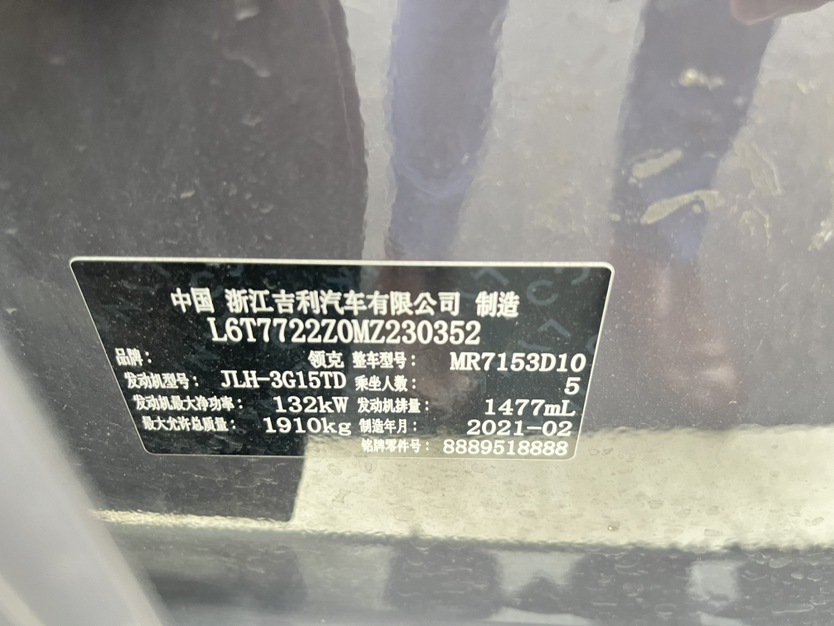 中国 浙江吉利汽车有限公司 制造
L6T7722Z0MZ230352
品牌： 领克 整车型号： MR7153D10
发动机型号： JLH-3G15TD 乘坐人数： 5
发动机最大净功率： 132kW 发动机排量： 1477mL
最大允许总质量： 1910kg 制造年月： 2021-02
铭牌零件号： 8889518888